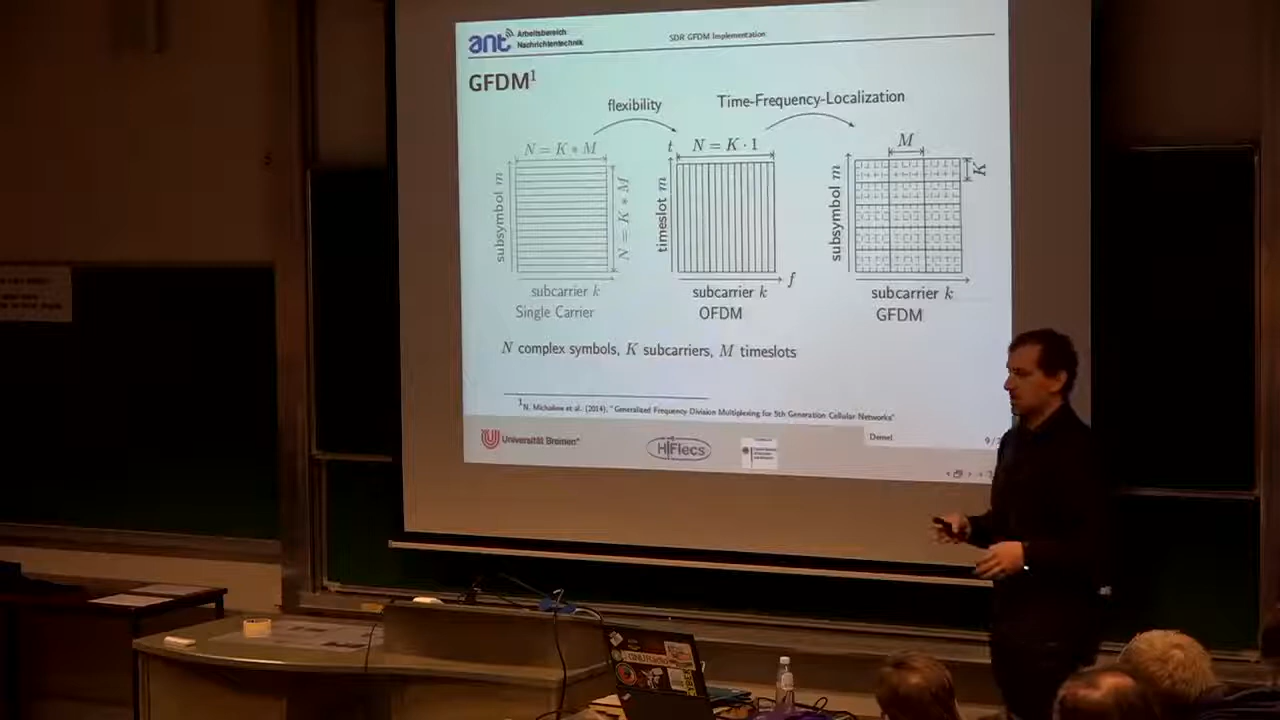 ant Arbeitsbereich
Nachrichtentechnik
SDR GFDM Implementation
GFDM¹
flexibility
Time-Frequency-Localization
N = K * M
subsymbol m
N = K * M
subcarrier k
Single Carrier
t
N = K · 1
timeslot m
f
subcarrier k
OFDM
M
K
subsymbol m
subcarrier k
GFDM
N complex symbols, K subcarriers, M timeslots
¹N. Michailow et al. (2014). "Generalized Frequency Division Multiplexing for 5th Generation Cellular Networks"
Universität Bremen
HiFlecs
Demel
9 /